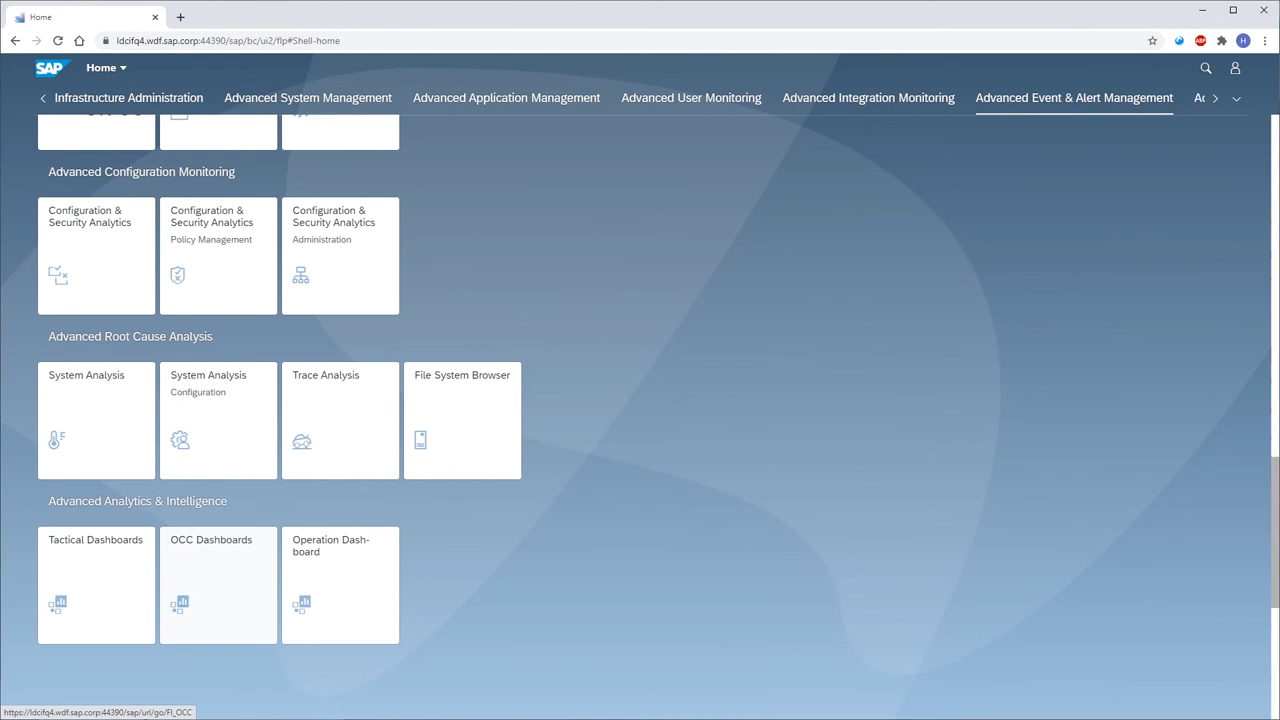 Home
ldcifq4.wdf.sap.corp:44390/sap/bc/ui2/flp#Shell-home
ABP
H
SAP
Home
Infrastructure Administration
Advanced System Management
Advanced Application Management
Advanced User Monitoring
Advanced Integration Monitoring
Advanced Event & Alert Management
Advanced Configuration Monitoring
Configuration &
Security Analytics
Configuration &
Security Analytics
Policy Management
Configuration &
Security Analytics
Administration
Advanced Root Cause Analysis
System Analysis
System Analysis
Configuration
Trace Analysis
File System Browser
Advanced Analytics & Intelligence
Tactical Dashboards
OCC Dashboards
Operation Dash-
board
https://ldcifq4.wdf.sap.corp:44390/sap/url/go/FI_OCC